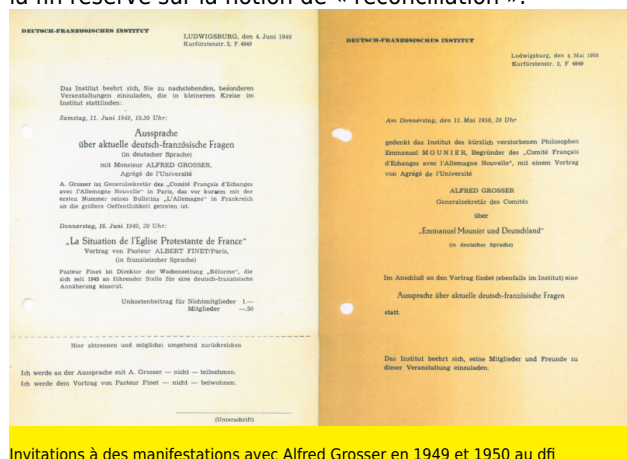 la fin réserve sur la notion de « réconciliation ».
DEUTSCH-FRANZÖSISCHES INSTITUT
LUDWIGSBURG, den 4. Juni 1949
Kurfürstenstr. 2, F 4949
Das Institut beehrt sich, Sie zu nachstehenden, besonderen
Veranstaltungen einzuladen, die in kleinerem Kreise im
Institut stattfinden:
Samstag, 11. Juni 1949, 19.30 Uhr:
Aussprache
über aktuelle deutsch-französische Fragen
(in deutscher Sprache)
mit Monsieur ALFRED GROSSER,
Agrégé de l'Université
A. Grosser ist Generalsekretär des „Comité Français d'Echanges
avec l'Allemagne Nouvelle" in Paris, das vor kurzem mit der
ersten Nummer seines Bulletins „L'Allemagne" in Frankreich
an die größere Oeffentlichkeit getreten ist.
Donnerstag, 16. Juni 1949, 20 Uhr:
„La Situation de l'Eglise Protestante de France"
Vortrag von Pasteur ALBERT FINET/Paris,
(in französischer Sprache)
Pasteur Finet ist Direktor der Wochenzeitung „Réforme", die
sich seit 1945 an führender Stelle für eine deutsch-französische
Annäherung einsetzt.
Unkostenbeitrag für Nichtmitglieder 1.—
Mitglieder —.50
Hier abtrennen und möglichst umgehend zurückreichen
Ich werde an der Aussprache mit A. Grosser — nicht — teilnehmen.
Ich werde dem Vortrag von Pasteur Finet — nicht — beiwohnen.
(Unterschrift)
DEUTSCH-FRANZÖSISCHES INSTITUT
Ludwigsburg, den 5. Mai 1950
Kurfürstenstr. 2, F 4949
Am Donnerstag, den 11. Mai 1950, 20 Uhr
gedenkt das Institut des kürzlich verstorbenen Philosophen
Emmanuel MOUNIER, Begründer des „Comité Français
d'Echanges avec l'Allemagne Nouvelle", mit einem Vortrag
von Agrégé de l'Université
ALFRED GROSSER
Generalsekretär des Comités
über
„Emmanuel Mounier und Deutschland"
(in deutscher Sprache)
Im Anschluß an den Vortrag findet (ebenfalls im Institut) eine
Aussprache über aktuelle deutsch-französische Fragen
statt.
Das Institut beehrt sich, seine Mitglieder und Freunde zu
dieser Veranstaltung einzuladen.
Invitations à des manifestations avec Alfred Grosser en 1949 et 1950 au dfi